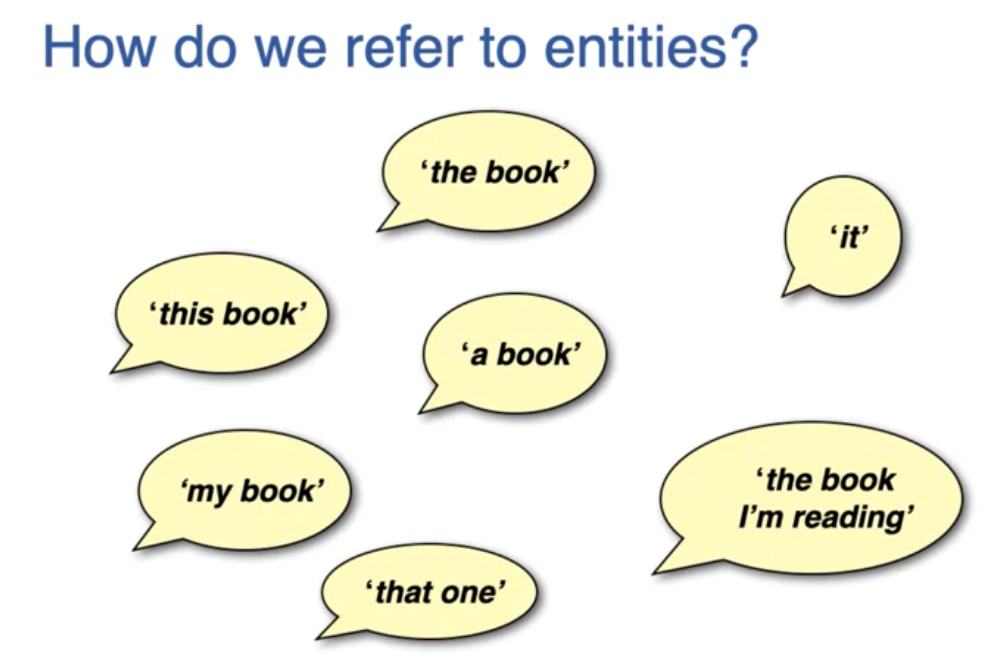 How do we refer to entities?
‘the book’
‘it’
‘this book’
‘a book’
‘my book’
‘the book
I’m reading’
‘that one’